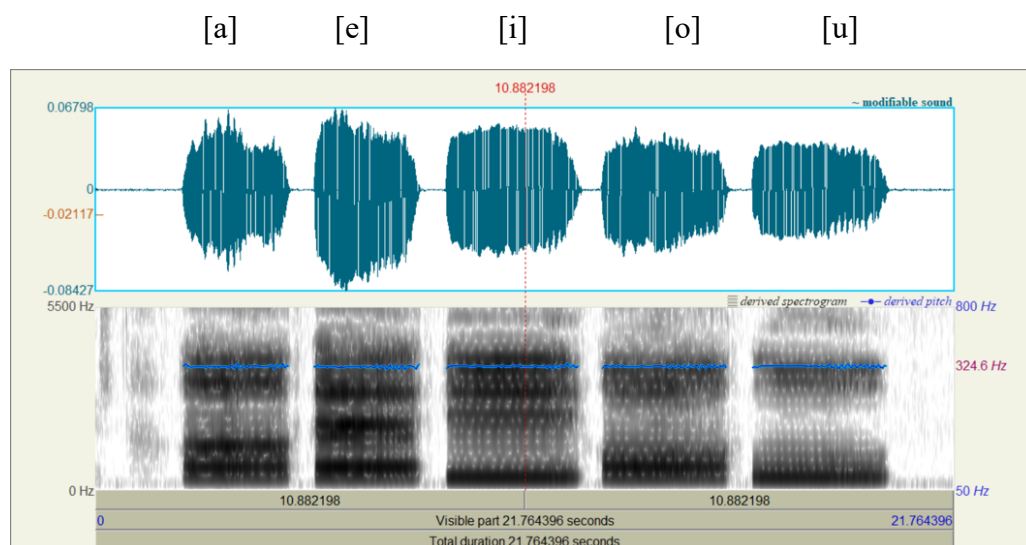 [a] [e] [i] [o] [u]
10.882198
0.06798
~ modifiable sound
0
-0.02117
-0.08427
5500 Hz
derived spectrogram derived pitch
800 Hz
324.6 Hz
0 Hz
50 Hz
10.882198 10.882198
0 Visible part 21.764396 seconds 21.764396
Total duration 21.764396 seconds